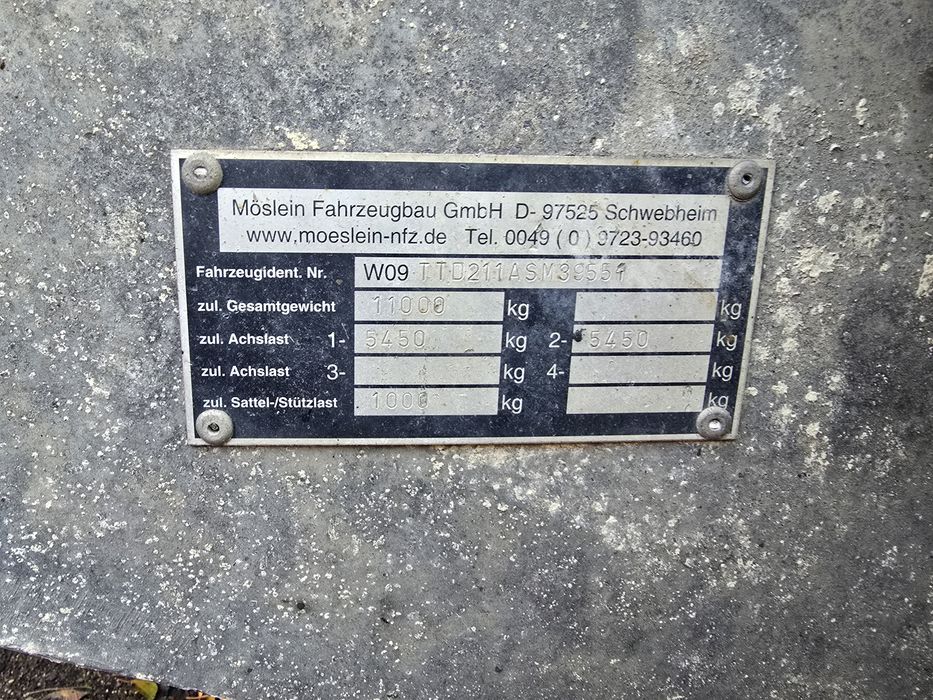 Möslein Fahrzeugbau GmbH D- 97525 Schwebheim
www.moeslein-nfz.de Tel. 0049 ( 0 ) 9723-93460
Fahrzeugident. Nr. W09 TTD211ASM39551
zul. Gesamtgewicht 11000 kg kg
zul. Achslast 1- 5450 kg 2- 5450 kg
zul. Achslast 3- kg 4- kg
zul. Sattel-/Stützlast 1000 kg kg